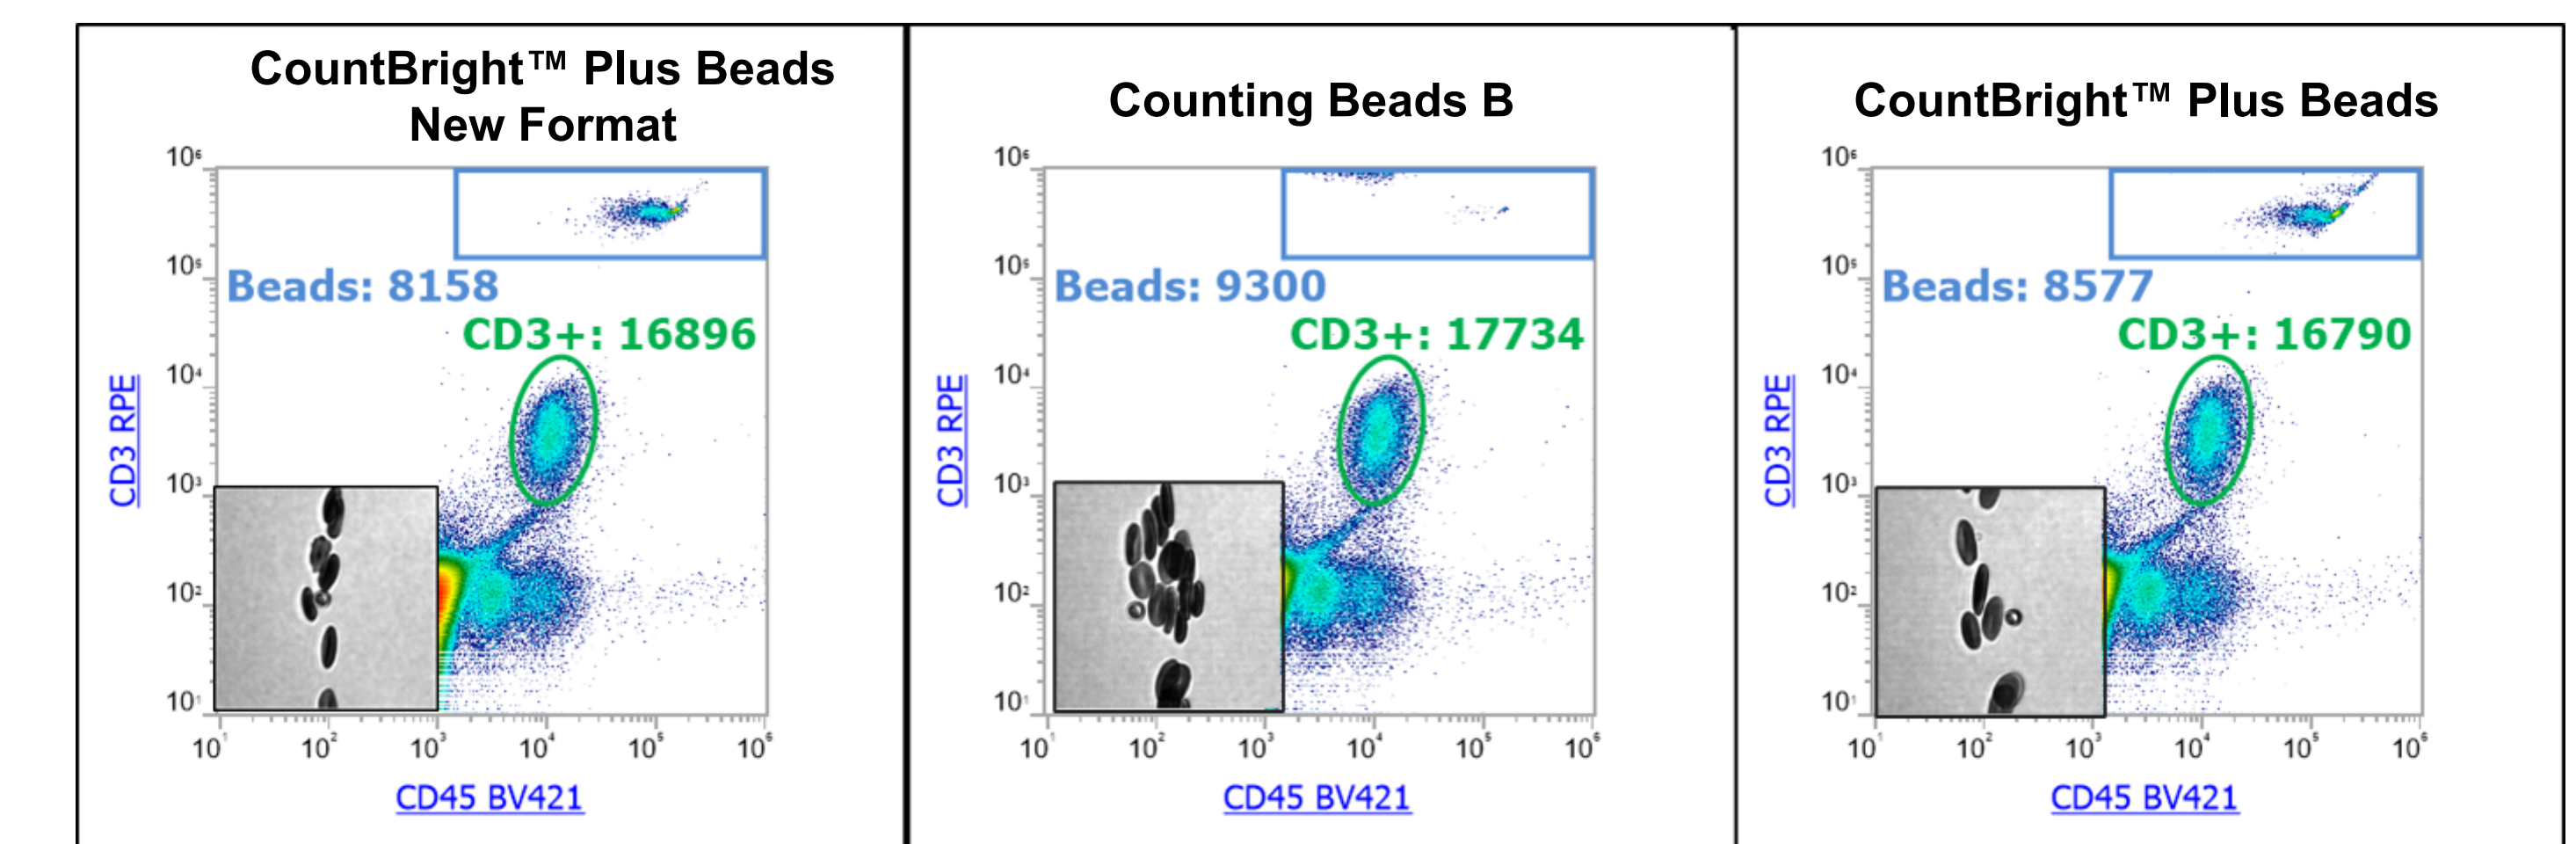 CountBright™ Plus Beads
New Format
10⁶
10⁵
10⁴
10³
10²
10¹
CD3 RPE
Beads: 8158
CD3+: 16896
10¹ 10² 10³ 10⁴ 10⁵ 10⁶
CD45 BV421
Counting Beads B
10⁶
10⁵
10⁴
10³
10²
10¹
CD3 RPE
Beads: 9300
CD3+: 17734
10¹ 10² 10³ 10⁴ 10⁵ 10⁶
CD45 BV421
CountBright™ Plus Beads
10⁶
10⁵
10⁴
10³
10²
10¹
CD3 RPE
Beads: 8577
CD3+: 16790
10¹ 10² 10³ 10⁴ 10⁵ 10⁶
CD45 BV421